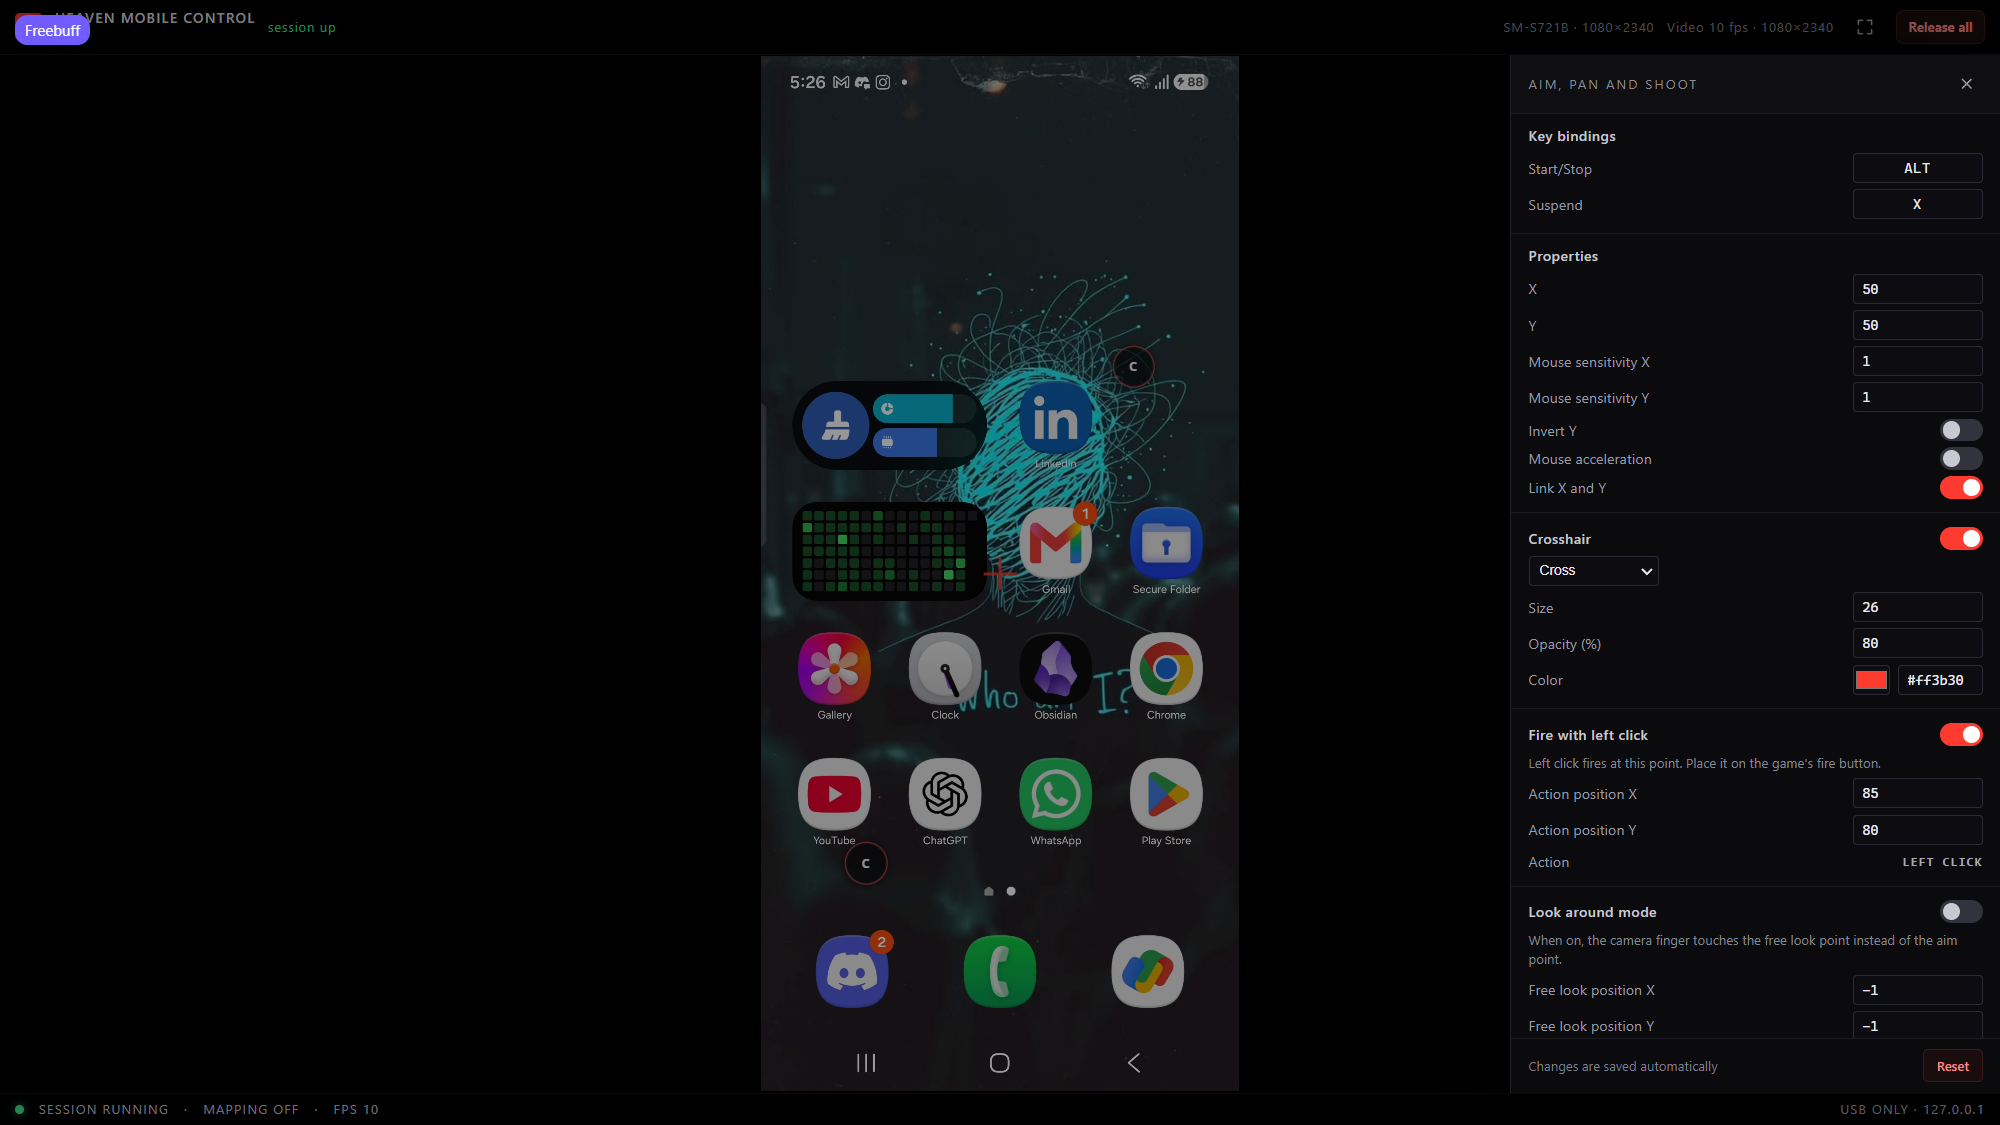 HEAVEN MOBILE CONTROL
Freebuff
session up
SM-S721B · 1080×2340 Video 10 fps · 1080×2340
Release all
5:26
88
C
LinkedIn
1
Gmail
Secure Folder
Gallery
Clock
Obsidian
Chrome
Who am I?
YouTube
ChatGPT
WhatsApp
Play Store
C
2
AIM, PAN AND SHOOT
Key bindings
Start/Stop ALT
Suspend X
Properties
X 50
Y 50
Mouse sensitivity X 1
Mouse sensitivity Y 1
Invert Y
Mouse acceleration
Link X and Y
Crosshair
Cross
Size 26
Opacity (%) 80
Color #ff3b30
Fire with left click
Left click fires at this point. Place it on the game's fire button.
Action position X 85
Action position Y 80
Action LEFT CLICK
Look around mode
When on, the camera finger touches the free look point instead of the aim
point.
Free look position X −1
Free look position Y −1
Changes are saved automatically
Reset
SESSION RUNNING · MAPPING OFF · FPS 10
USB ONLY · 127.0.0.1